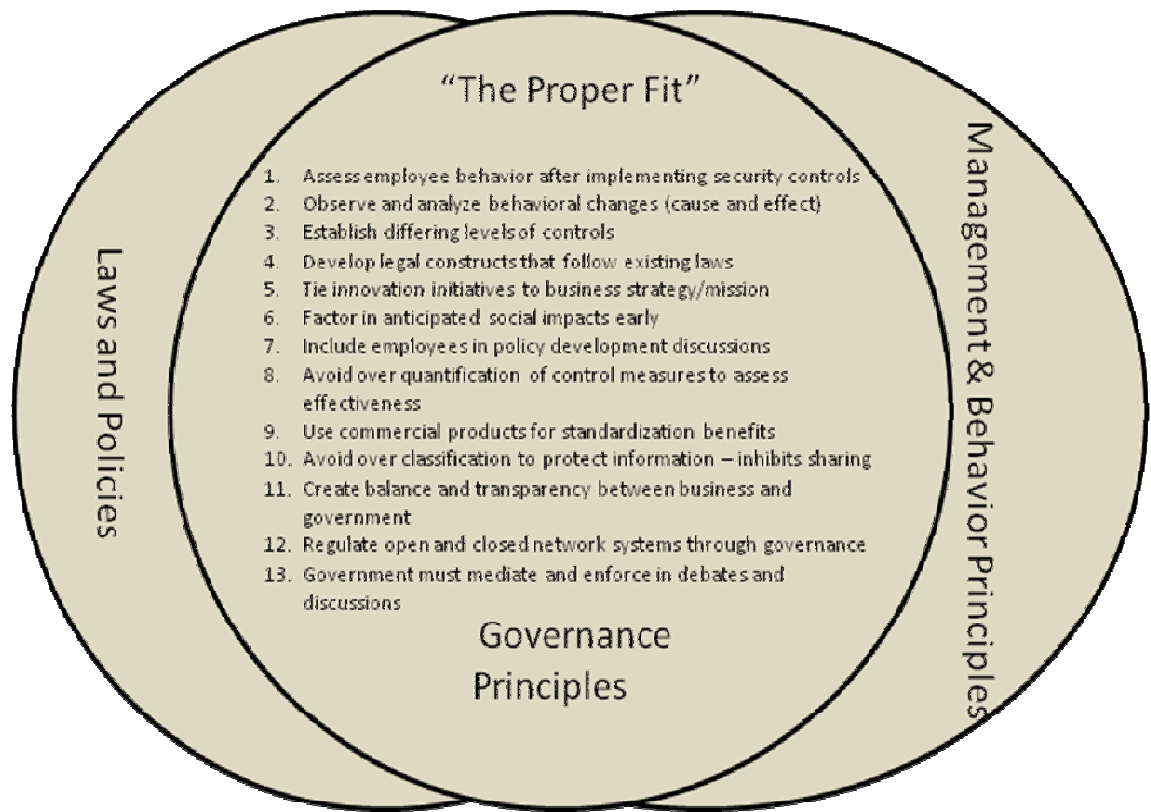 “The Proper Fit”
Laws and Policies
1. Assess employee behavior after implementing security controls
2. Observe and analyze behavioral changes (cause and effect)
3. Establish differing levels of controls
4. Develop legal constructs that follow existing laws
5. Tie innovation initiatives to business strategy/mission
6. Factor in anticipated social impacts early
7. Include employees in policy development discussions
8. Avoid over quantification of control measures to assess
effectiveness
9. Use commercial products for standardization benefits
10. Avoid over classification to protect information – inhibits sharing
11. Create balance and transparency between business and
government
12. Regulate open and closed network systems through governance
13. Government must mediate and enforce in debates and
discussions
Governance
Principles
Management & Behavior Principles